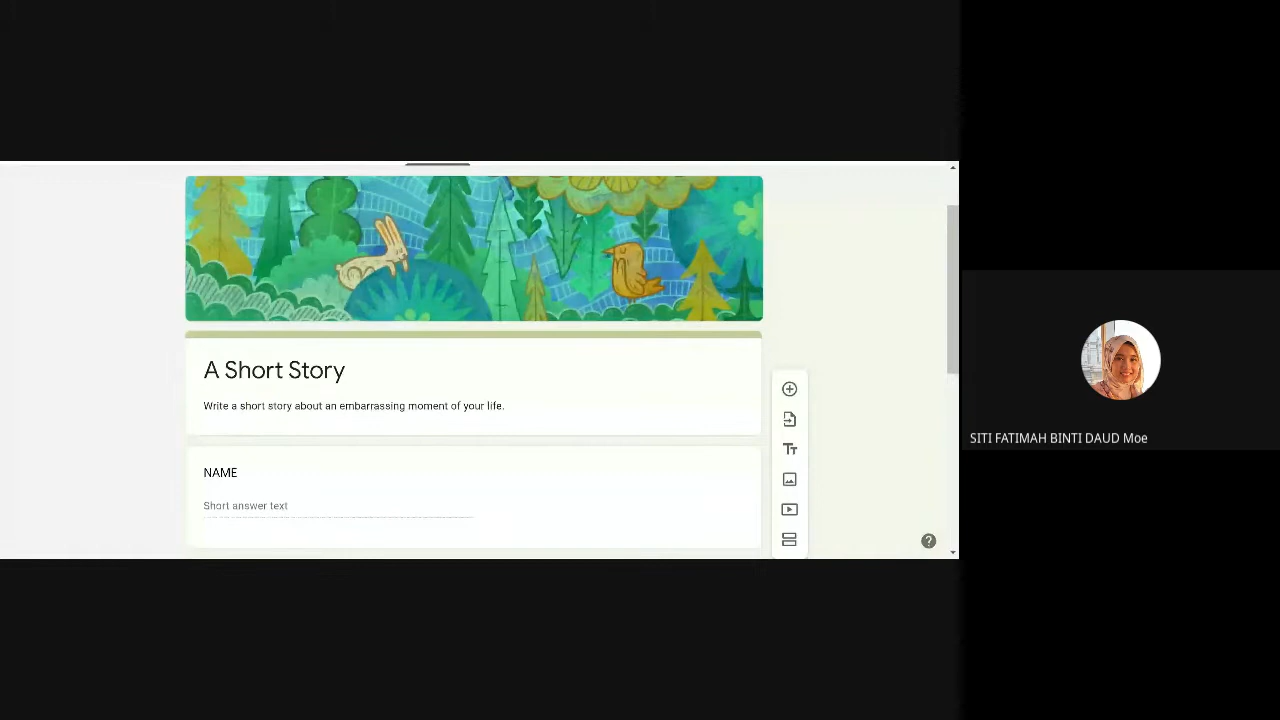 A Short Story
Write a short story about an embarrassing moment of your life.
NAME
Short answer text
SITI FATIMAH BINTI DAUD Moe